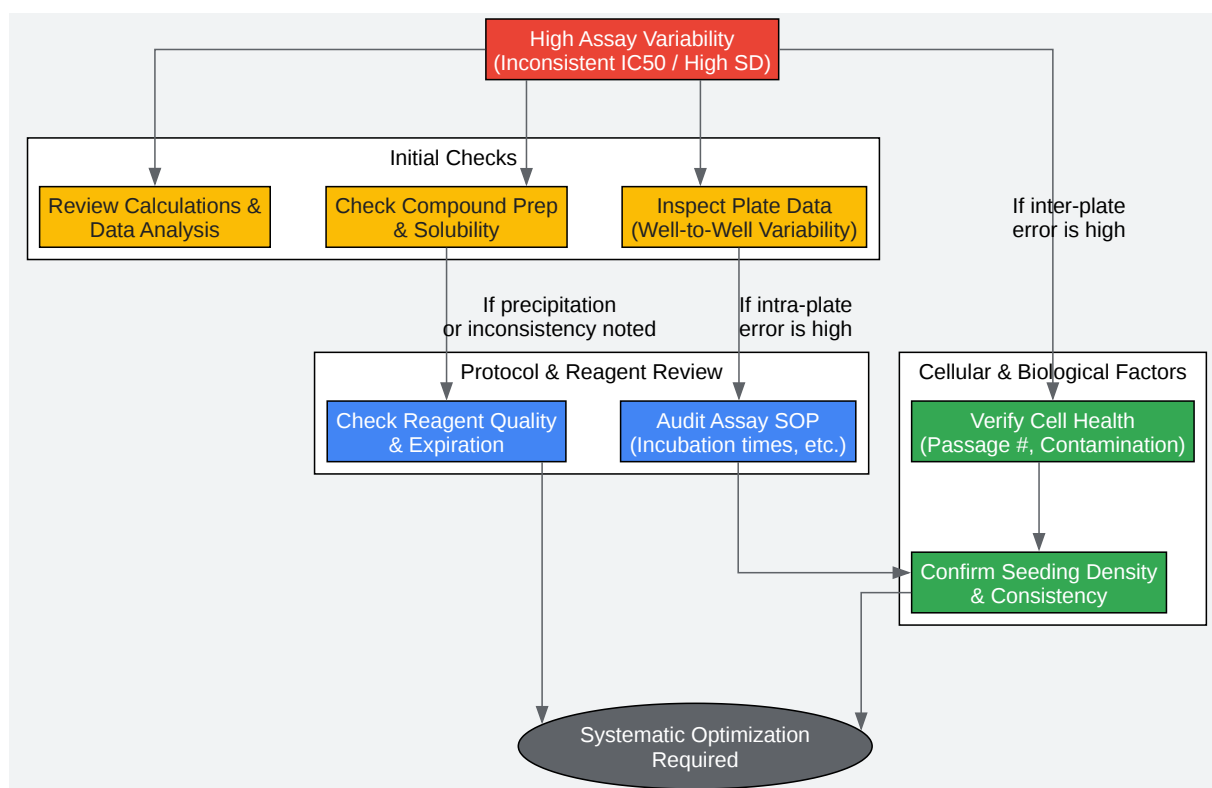 High Assay Variability
(Inconsistent IC50 / High SD)
Initial Checks
Review Calculations &
Data Analysis
Check Compound Prep
& Solubility
Inspect Plate Data
(Well-to-Well Variability)
If inter-plate
error is high
If precipitation
or inconsistency noted
If intra-plate
error is high
Protocol & Reagent Review
Check Reagent Quality
& Expiration
Audit Assay SOP
(Incubation times, etc.)
Cellular & Biological Factors
Verify Cell Health
(Passage #, Contamination)
Confirm Seeding Density
& Consistency
Systematic Optimization
Required